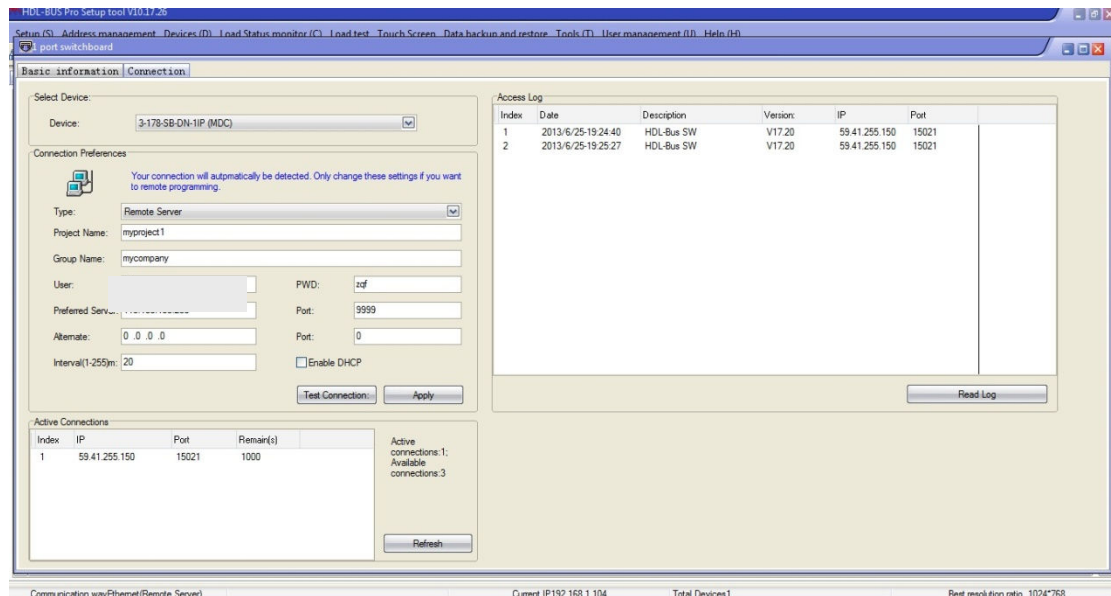 HDL-BUS Pro Setup tool V10.17.26
Setup (S) Address management Devices (D) Load Status monitor (C) Load test Touch Screen Data backup and restore Tools (T) User management (U) Help (H)
1 port switchboard
Basic information Connection
Select Device:
Device: 3-178-SB-DN-1IP (MDC)
Connection Preferences
Your connection will autpmatically be detected. Only change these settings if you want
to remote programming.
Type: Remote Server
Project Name: myproject1
Group Name: mycompany
User: PWD: zqf
Preferred Server: Port: 9999
Alternate: 0 .0 .0 .0 Port: 0
Interval(1-255)m: 20 Enable DHCP
Test Connection: Apply
Active Connections
Index IP Port Remain(s)
1 59.41.255.150 15021 1000
Active
connections:1;
Available
connections:3
Refresh
Access Log
Index Date Description Version: IP Port
1 2013/6/25-19:24:40 HDL-Bus SW V17.20 59.41.255.150 15021
2 2013/6/25-19:25:27 HDL-Bus SW V17.20 59.41.255.150 15021
Read Log
Communication way:Ethernet(Remote Server) Current IP192.168.1.104 Total Devices1 Best resolution ratio 1024*768